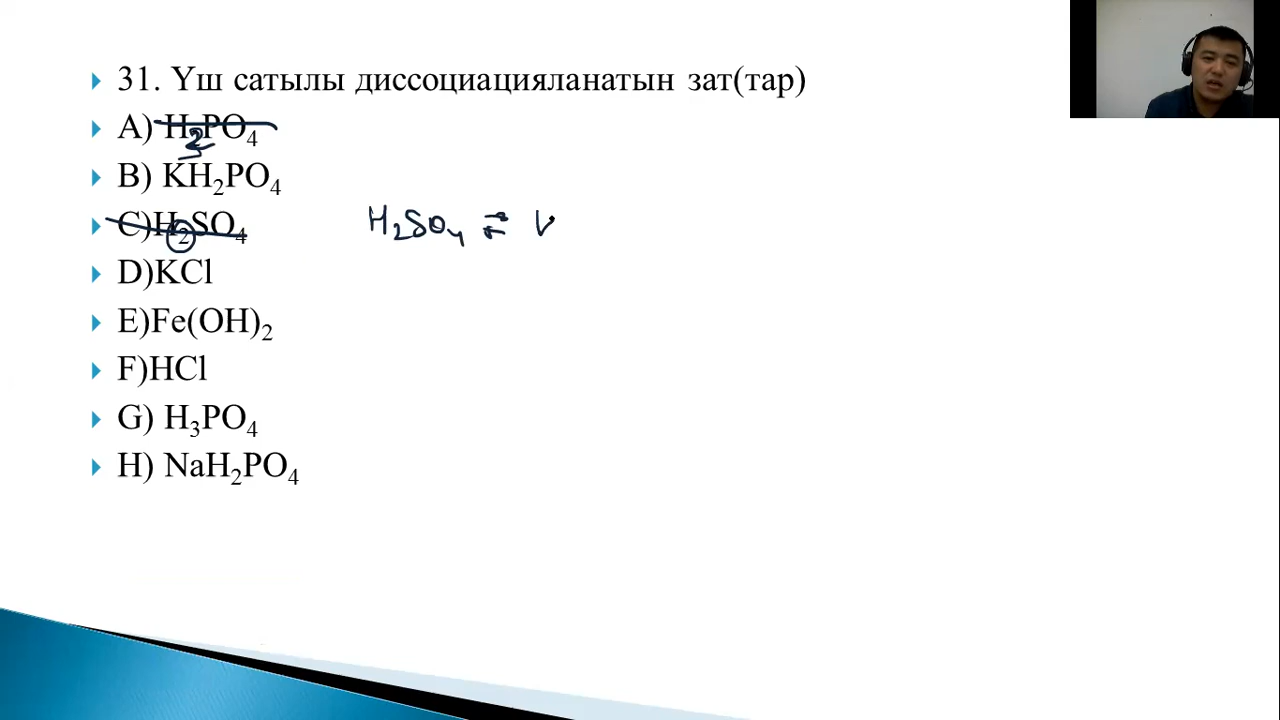 31. Үш сатылы диссоциацияланатын зат(тар)
A) H₂PO₄
B) KH₂PO₄
C)H₂SO₄
H₂SO₄ ⇄
D)KCl
E)Fe(OH)₂
F)HCl
G) H₃PO₄
H) NaH₂PO₄